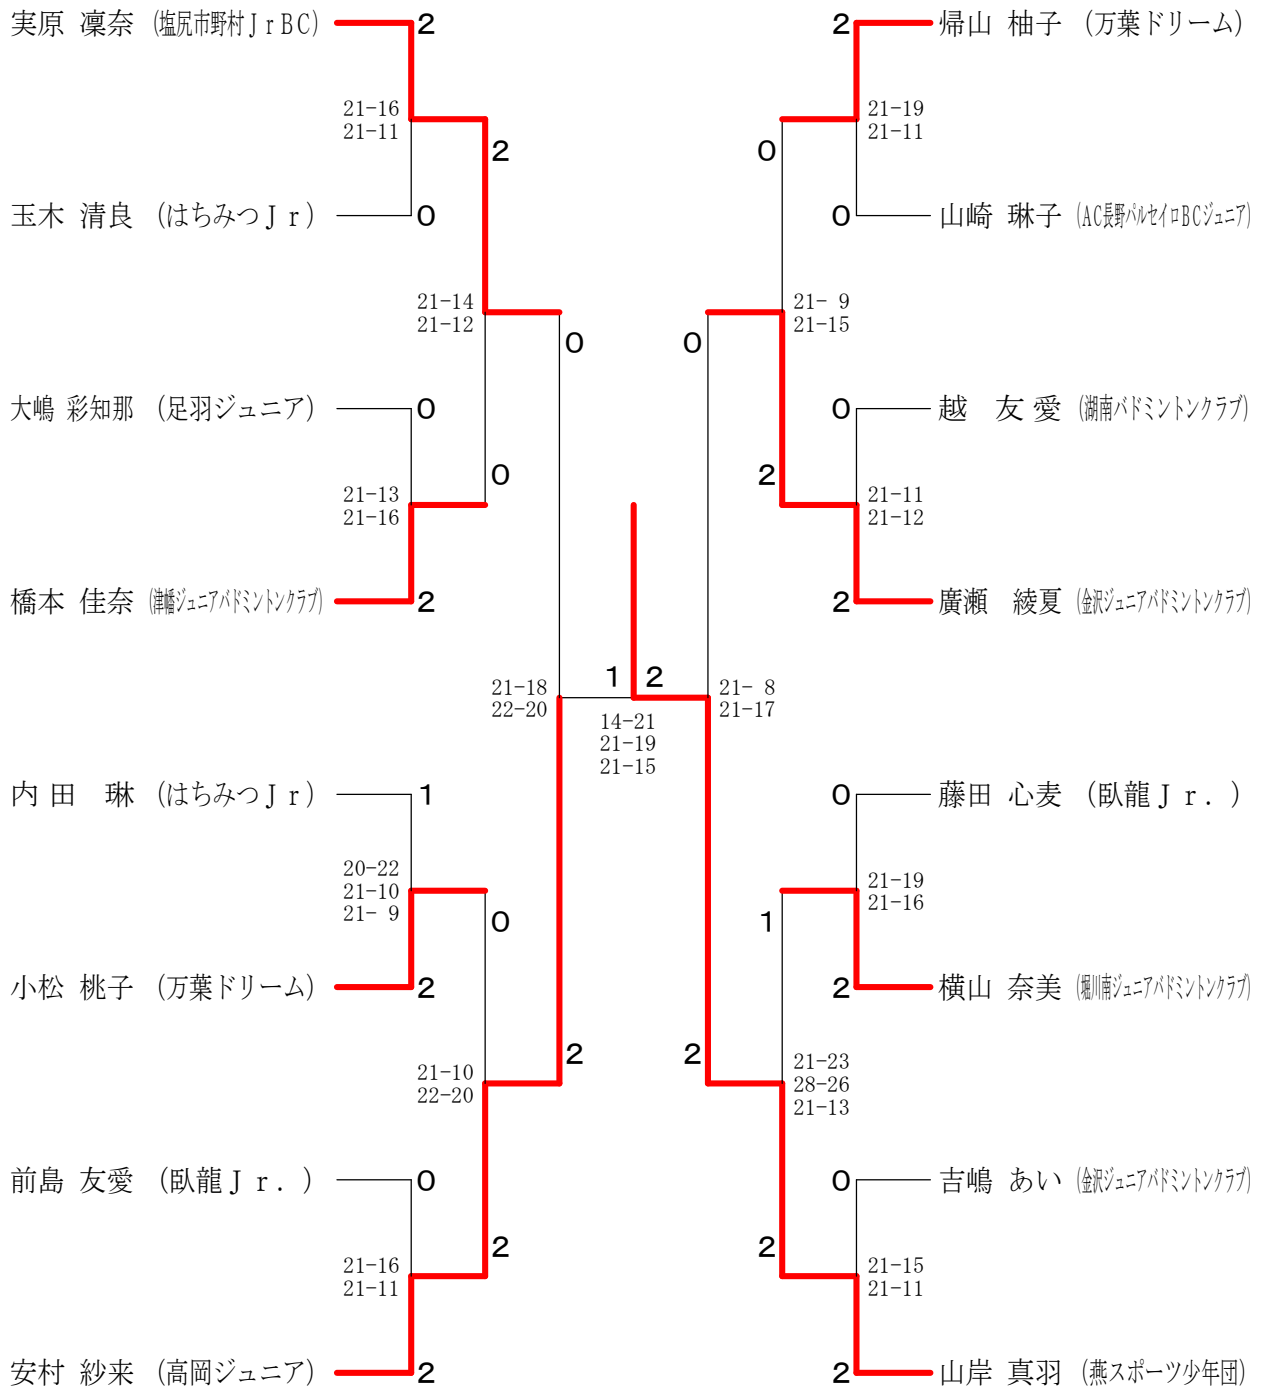 実原 凜奈 (塩尻市野村ＪｒBC) 2
21-16
21-11
2
玉木 清良 (はちみつＪｒ) 0
21-14
21-12
0
大嶋 彩知那 (足羽ジュニア) 0
21-13
21-16
0
橋本 佳奈 (津幡ジュニアバドミントンクラブ) 2
21-18
22-20
内田 琳 (はちみつＪｒ) 1
20-22
21-10
21- 9
0
小松 桃子 (万葉ドリーム) 2
21-10
22-20
2
前島 友愛 (臥龍Ｊｒ．) 0
21-16
21-11
2
安村 紗来 (高岡ジュニア) 2
1 2
14-21
21-19
21-15
2 帰山 柚子 (万葉ドリーム)
21-19
21-11
0
0 山崎 琳子 (AC長野パルセイロBCジュニア)
21- 9
21-15
0
0 越 友愛 (湖南バドミントンクラブ)
21-11
21-12
2
2 廣瀬 綾夏 (金沢ジュニアバドミントンクラブ)
21- 8
21-17
0 藤田 心麦 (臥龍Ｊｒ．)
21-19
21-16
1
2 横山 奈美 (堀川南ジュニアバドミントンクラブ)
21-23
28-26
21-13
2
0 吉嶋 あい (金沢ジュニアバドミントンクラブ)
21-15
21-11
2
2 山岸 真羽 (燕スポーツ少年団)